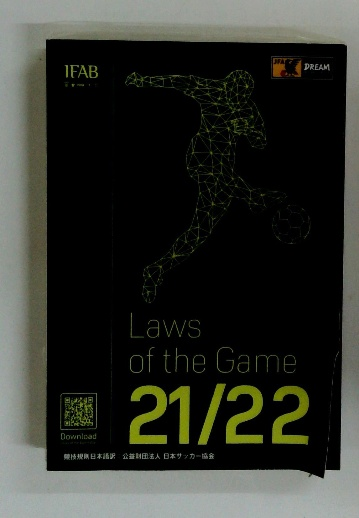 IFAB
DREAM
Laws
of the Game
21/22
Download
競技規則日本語訳 公益財団法人 日本サッカー協会